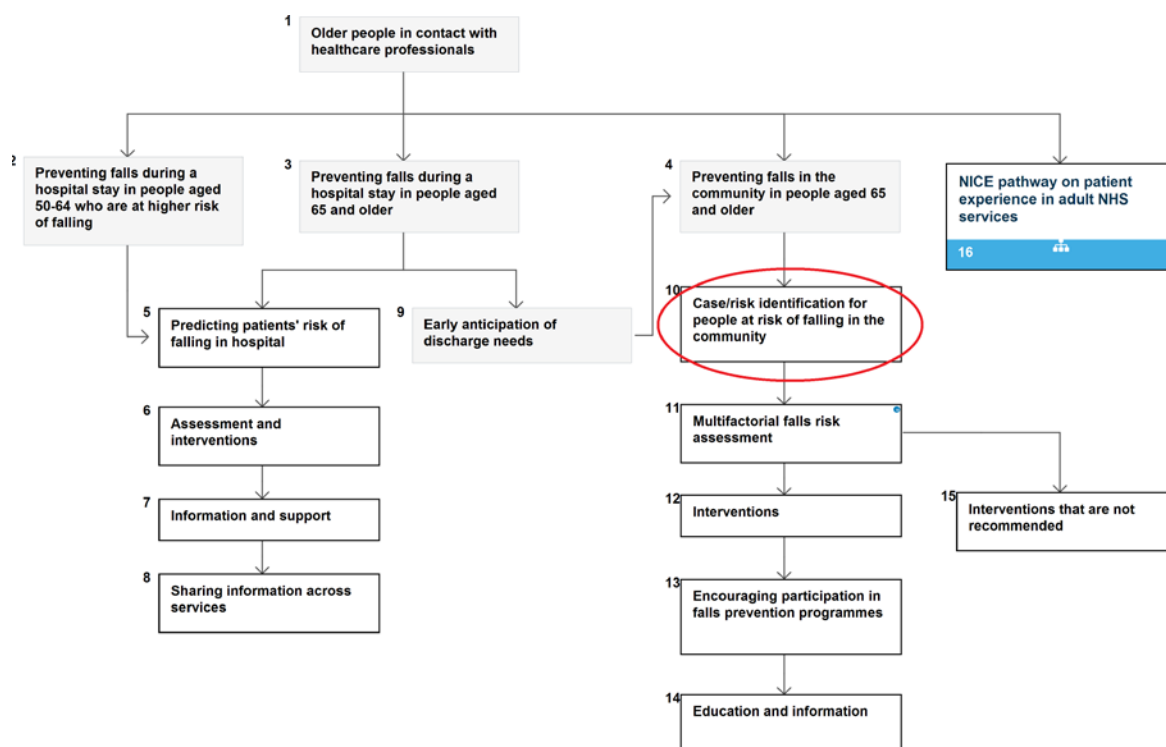 1
Older people in contact with
healthcare professionals
2
Preventing falls during a
hospital stay in people aged
50-64 who are at higher risk
of falling
3
Preventing falls during a
hospital stay in people aged
65 and older
4
Preventing falls in the
community in people aged 65
and older
NICE pathway on patient
experience in adult NHS
services
16
5
Predicting patients' risk of
falling in hospital
9
Early anticipation of
discharge needs
10
Case/risk identification for
people at risk of falling in the
community
6
Assessment and
interventions
11
Multifactorial falls risk
assessment
7
Information and support
12
Interventions
15
Interventions that are not
recommended
8
Sharing information across
services
13
Encouraging participation in
falls prevention programmes
14
Education and information